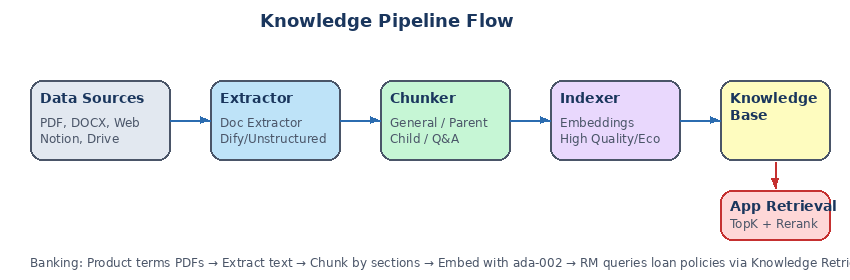 Knowledge Pipeline Flow
Data Sources
PDF, DOCX, Web
Notion, Drive
Extractor
Doc Extractor
Dify/Unstructured
Chunker
General / Parent
Child / Q&A
Indexer
Embeddings
High Quality/Eco
Knowledge
Base
App Retrieval
TopK + Rerank
Banking: Product terms PDFs → Extract text → Chunk by sections → Embed with ada-002 → RM queries loan policies via Knowledge Retri